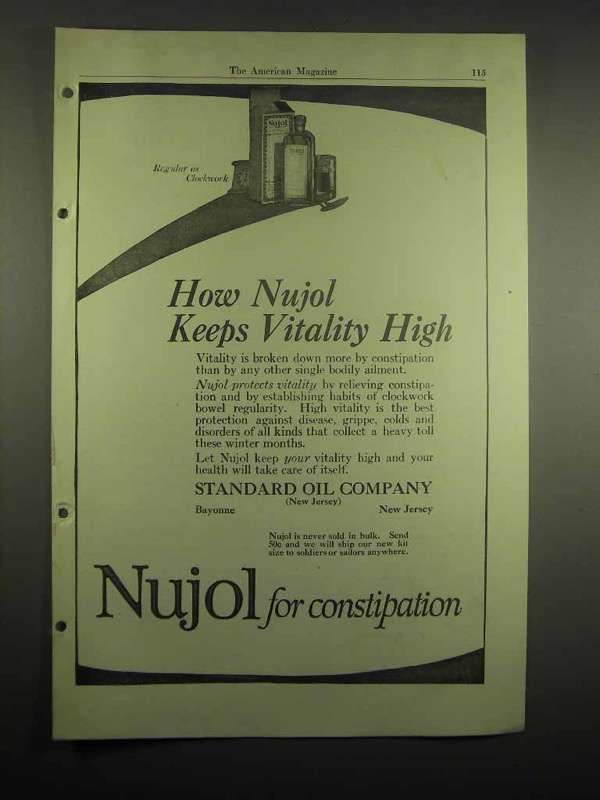 The American Magazine 115
Nujol
Regular as
Clockwork
How Nujol
Keeps Vitality High
Vitality is broken down more by constipation
than by any other single bodily ailment.
Nujol protects vitality by relieving constipa-
tion and by establishing habits of clockwork
bowel regularity. High vitality is the best
protection against disease, grippe, colds and
disorders of all kinds that collect a heavy toll
these winter months.
Let Nujol keep your vitality high and your
health will take care of itself.
STANDARD OIL COMPANY
(New Jersey)
Bayonne New Jersey
Nujol is never sold in bulk. Send
50c and we will ship our new kit
size to soldiers or sailors anywhere.
Nujol for constipation